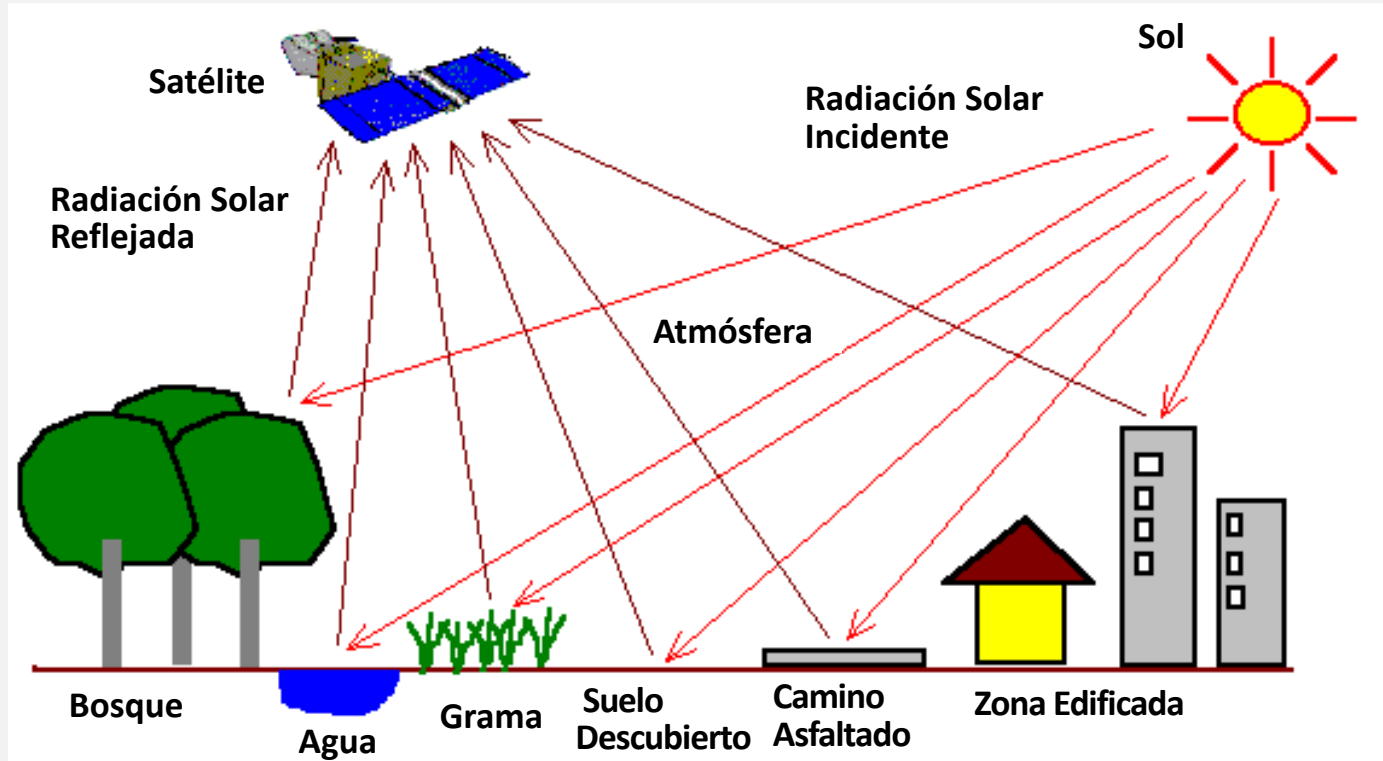 Sol
Satélite
Radiación Solar
Incidente
Radiación Solar
Reflejada
Atmósfera
Bosque
Agua
Grama
Suelo
Descubierto
Camino
Asfaltado
Zona Edificada